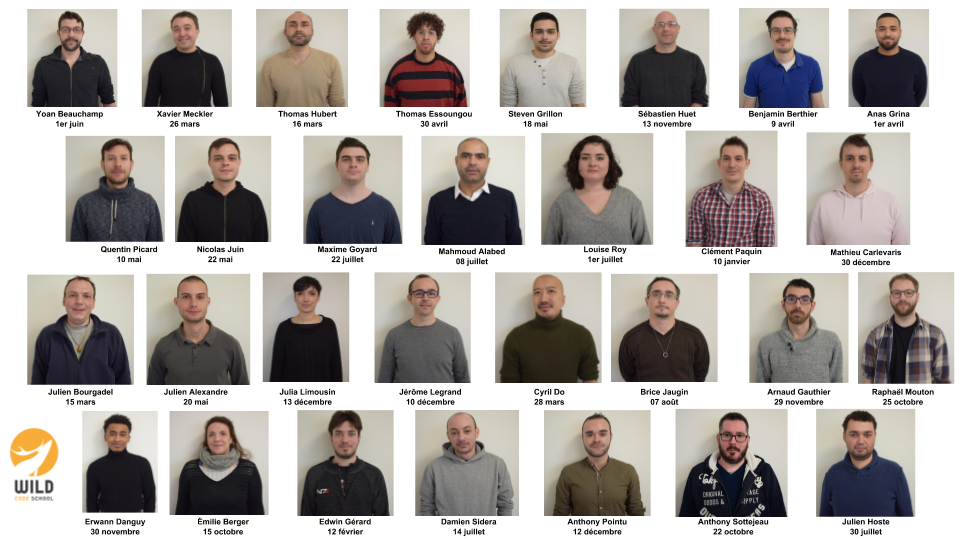 Yoan Beauchamp
1er juin
Xavier Meckler
26 mars
Thomas Hubert
16 mars
Thomas Essoungou
30 avril
Steven Grillon
18 mai
Sébastien Huet
13 novembre
Benjamin Berthier
9 avril
Anas Grina
1er avril
Quentin Picard
10 mai
Nicolas Juin
22 mai
Maxime Goyard
22 juillet
Mahmoud Alabed
08 juillet
Louise Roy
1er juillet
Clément Paquin
10 janvier
Mathieu Carlevaris
30 décembre
Julien Bourgadel
15 mars
Julien Alexandre
20 mai
Julia Limousin
13 décembre
Jérôme Legrand
10 décembre
Cyril Do
28 mars
Brice Jaugin
07 août
Arnaud Gauthier
29 novembre
Raphaël Mouton
25 octobre
WILD
CODE SCHOOL
Erwann Danguy
30 novembre
Émilie Berger
15 octobre
Edwin Gérard
12 février
Damien Sidera
14 juillet
Anthony Pointu
12 décembre
ORIGINAL
Anthony Sottejeau
22 octobre
Julien Hoste
30 juillet